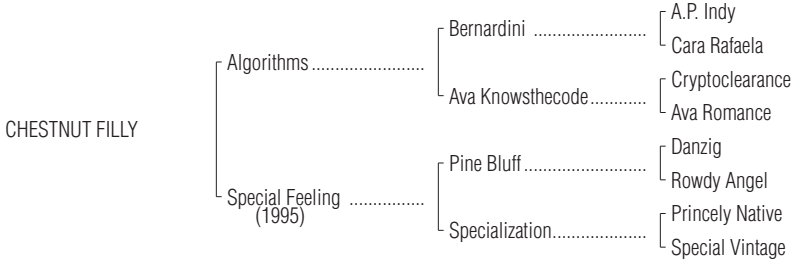 A.P. Indy
Bernardini ........................
Cara Rafaela
Algorithms ........................
Cryptoclearance
Ava Knowsthecode............
Ava Romance
CHESTNUT FILLY
Danzig
Pine Bluff ..........................
Rowdy Angel
Special Feeling ................
(1995)
Princely Native
Specialization....................
Special Vintage